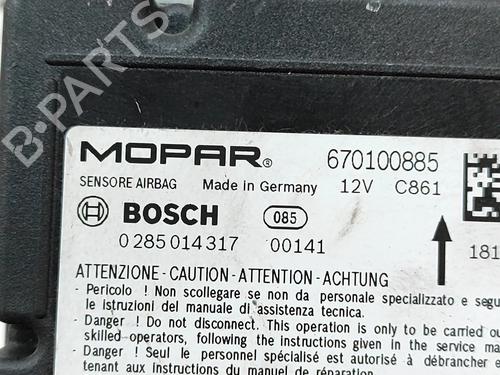 MOPAR® 670100885
SENSORE AIRBAG Made in Germany 12V C861
BOSCH 085
0 285 014 317 00141 181
ATTENZIONE - CAUTION - ATTENTION - ACHTUNG
- Pericolo ! Non scollegare se non da personale specializzato e segu
le istruzioni del manuale di assistenza tecnica.
- Danger ! Do not disconnect. This operation is only to be carried ou
skilled operators, following the instructions given in the service ma
- Danger ! Seul le personnel spécialisé est autorisé à débrancher e
tenant aux instructions du manuel de réparation.
B-PARTS